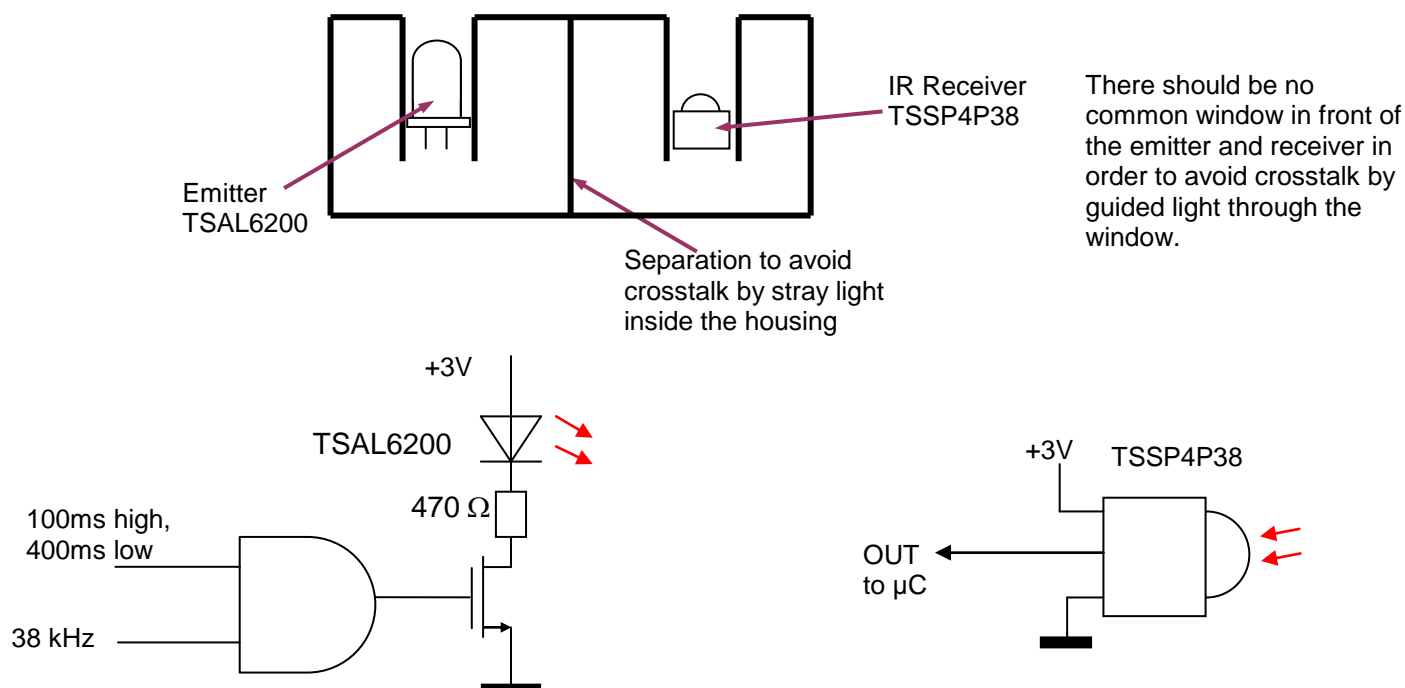 IR Receiver
TSSP4P38
There should be no
common window in front of
the emitter and receiver in
order to avoid crosstalk by
guided light through the
window.
Emitter
TSAL6200
Separation to avoid
crosstalk by stray light
inside the housing
+3V
TSAL6200
470 Ω
100ms high,
400ms low
38 kHz
+3V
TSSP4P38
OUT
to µC